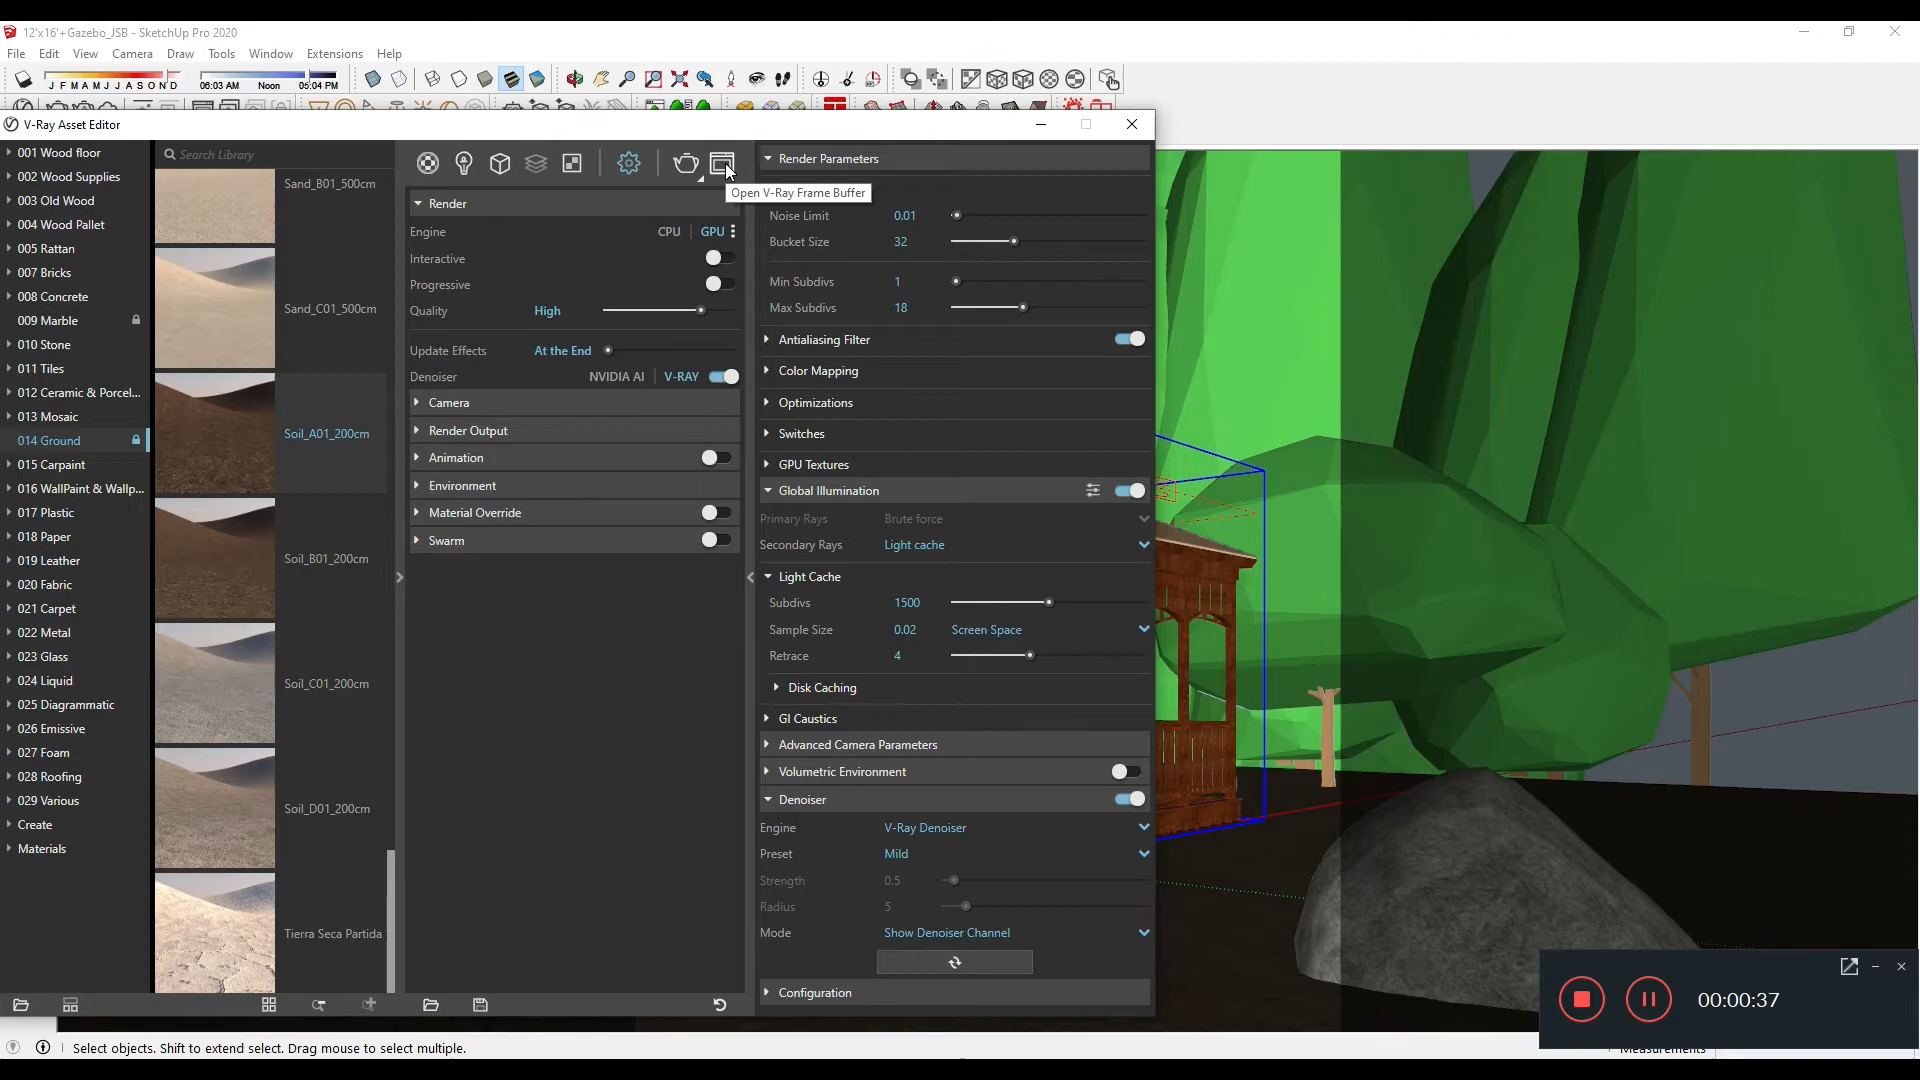 12'x16'+Gazebo_JSB - SketchUp Pro 2020
File Edit View Camera Draw Tools Window Extensions Help
J F M A M J J A S O N D 06:03 AM Noon 05:04 PM
V-Ray Asset Editor
001 Wood floor
002 Wood Supplies
003 Old Wood
004 Wood Pallet
005 Rattan
007 Bricks
008 Concrete
009 Marble
010 Stone
011 Tiles
012 Ceramic & Porcel...
013 Mosaic
014 Ground
015 Carpaint
016 WallPaint & Wallp...
017 Plastic
018 Paper
019 Leather
020 Fabric
021 Carpet
022 Metal
023 Glass
024 Liquid
025 Diagrammatic
026 Emissive
027 Foam
028 Roofing
029 Various
Create
Materials
Search Library
Sand_B01_500cm
Sand_C01_500cm
Soil_A01_200cm
Soil_B01_200cm
Soil_C01_200cm
Soil_D01_200cm
Tierra Seca Partida
Open V-Ray Frame Buffer
Render
Engine CPU GPU
Interactive
Progressive
Quality High
Update Effects At the End
Denoiser NVIDIA AI V-RAY
Camera
Render Output
Animation
Environment
Material Override
Swarm
Render Parameters
Noise Limit 0.01
Bucket Size 32
Min Subdivs 1
Max Subdivs 18
Antialiasing Filter
Color Mapping
Optimizations
Switches
GPU Textures
Global Illumination
Primary Rays Brute force
Secondary Rays Light cache
Light Cache
Subdivs 1500
Sample Size 0.02 Screen Space
Retrace 4
Disk Caching
GI Caustics
Advanced Camera Parameters
Volumetric Environment
Denoiser
Engine V-Ray Denoiser
Preset Mild
Strength 0.5
Radius 5
Mode Show Denoiser Channel
Configuration
00:00:37
Select objects. Shift to extend select. Drag mouse to select multiple.
Measurements